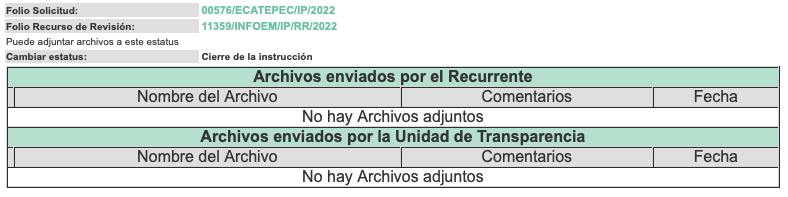 Folio Solicitud: 00576/ECATEPEC/IP/2022
Folio Recurso de Revisión: 11359/INFOEM/IP/RR/2022
Puede adjuntar archivos a este estatus
Cambiar estatus: Cierre de la instrucción
Archivos enviados por el Recurrente
Nombre del Archivo Comentarios Fecha
No hay Archivos adjuntos
Archivos enviados por la Unidad de Transparencia
Nombre del Archivo Comentarios Fecha
No hay Archivos adjuntos